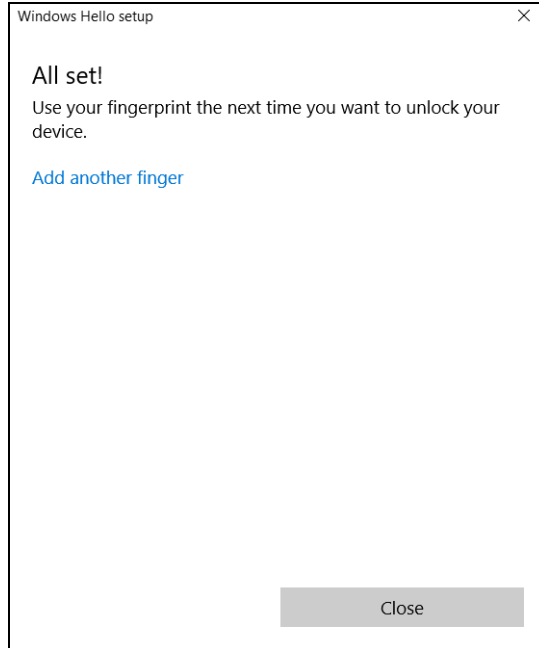 Windows Hello setup
All set!
Use your fingerprint the next time you want to unlock your
device.
Add another finger
Close